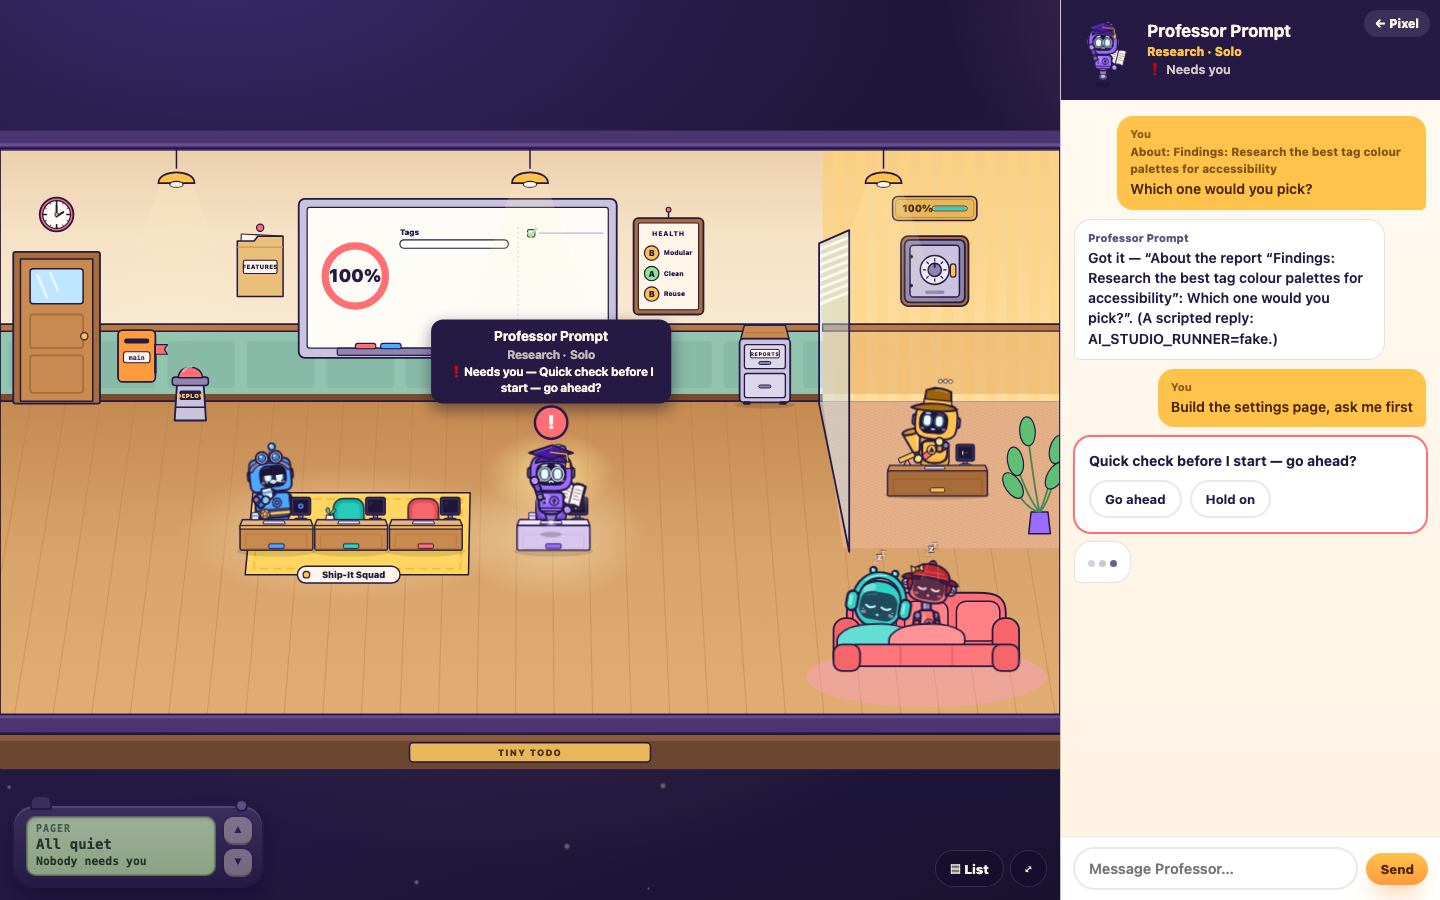 Professor Prompt
Research · Solo
❗ Needs you
← Pixel
You
About: Findings: Research the best tag colour
palettes for accessibility
Which one would you pick?
Professor Prompt
Got it — “About the report “Findings:
Research the best tag colour palettes for
accessibility”: Which one would you
pick?”. (A scripted reply:
AI_STUDIO_RUNNER=fake.)
You
Build the settings page, ask me first
Quick check before I start — go ahead?
Go ahead
Hold on
Message Professor...
Send
FEATURES
100%
Tags
HEALTH
B Modular
A Clean
B Reuse
100%
main
DEPLOY
REPORTS
Professor Prompt
Research · Solo
❗ Needs you — Quick check before I
start — go ahead?
!
Ship-It Squad
TINY TODO
PAGER
All quiet
Nobody needs you
▲
▼
List